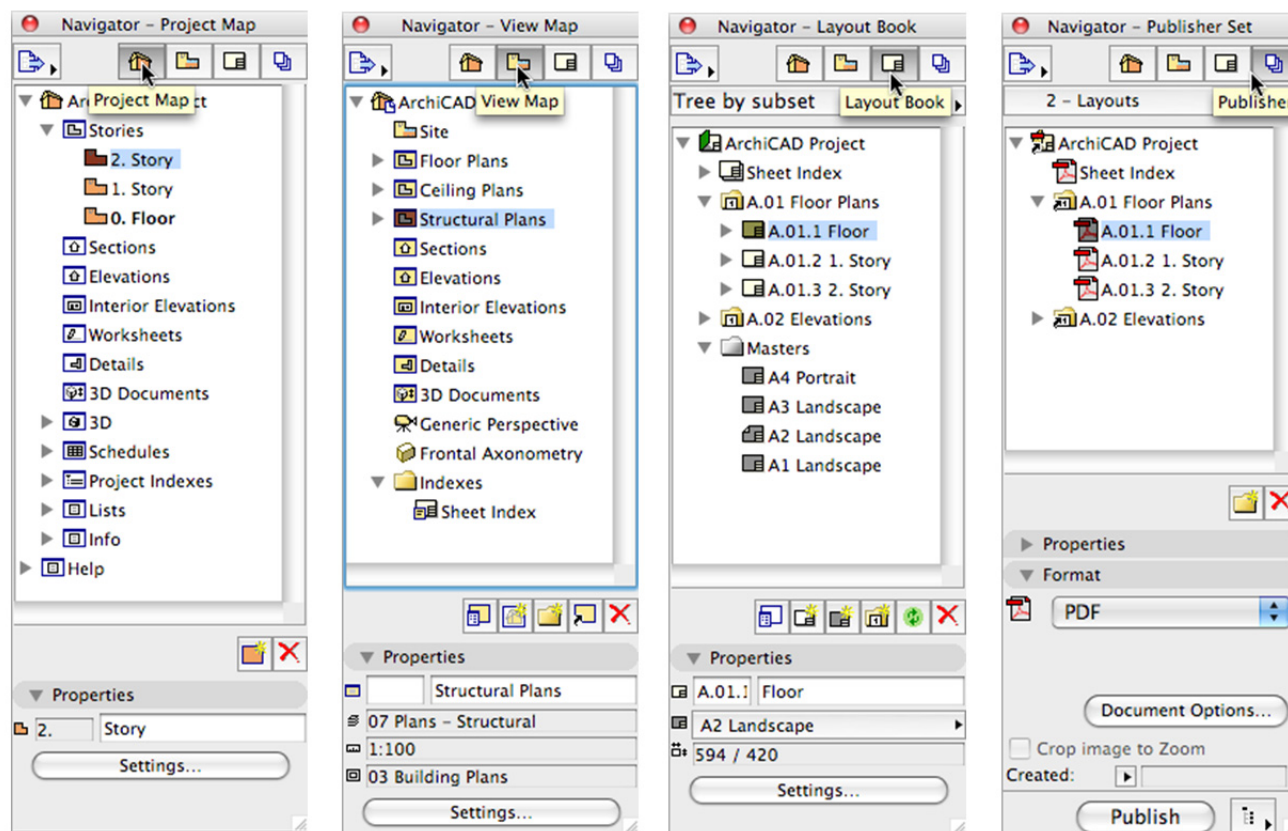 Navigator – Project Map
Project Map
Stories
2. Story
1. Story
0. Floor
Sections
Elevations
Interior Elevations
Worksheets
Details
3D Documents
3D
Schedules
Project Indexes
Lists
Info
Help
Properties
2. Story
Settings...
Navigator – View Map
ArchiCAD View Map
Site
Floor Plans
Ceiling Plans
Structural Plans
Sections
Elevations
Interior Elevations
Worksheets
Details
3D Documents
Generic Perspective
Frontal Axonometry
Indexes
Sheet Index
Properties
Structural Plans
07 Plans – Structural
1:100
03 Building Plans
Settings...
Navigator – Layout Book
Tree by subset Layout Book
ArchiCAD Project
Sheet Index
A.01 Floor Plans
A.01.1 Floor
A.01.2 1. Story
A.01.3 2. Story
A.02 Elevations
Masters
A4 Portrait
A3 Landscape
A2 Landscape
A1 Landscape
Properties
A.01.1 Floor
A2 Landscape
594 / 420
Settings...
Navigator – Publisher Set
2 – Layouts Publisher
ArchiCAD Project
Sheet Index
A.01 Floor Plans
A.01.1 Floor
A.01.2 1. Story
A.01.3 2. Story
A.02 Elevations
Properties
Format
PDF
Document Options...
Crop image to Zoom
Created:
Publish